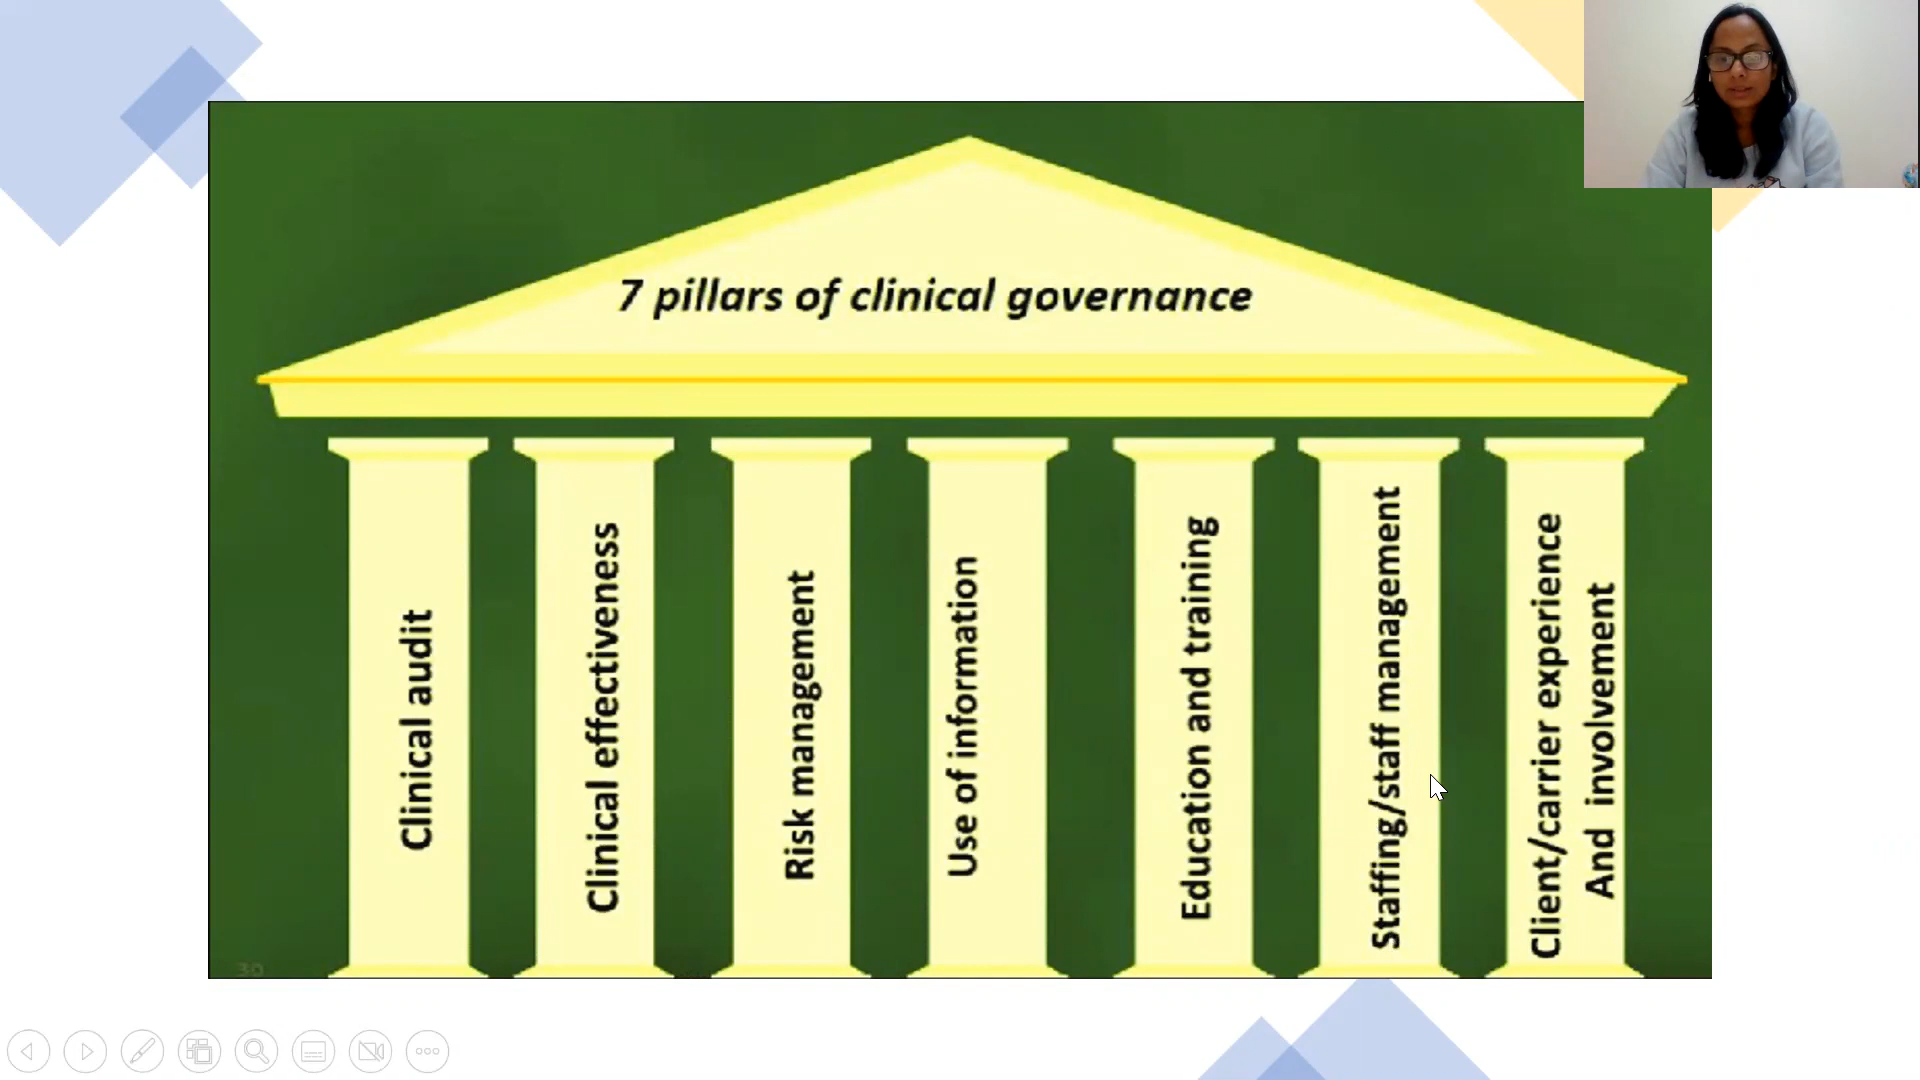 7 pillars of clinical governance
Clinical audit
Clinical effectiveness
Risk management
Use of information
Education and training
Staffing/staff management
Client/carrier experience
And involvement
30